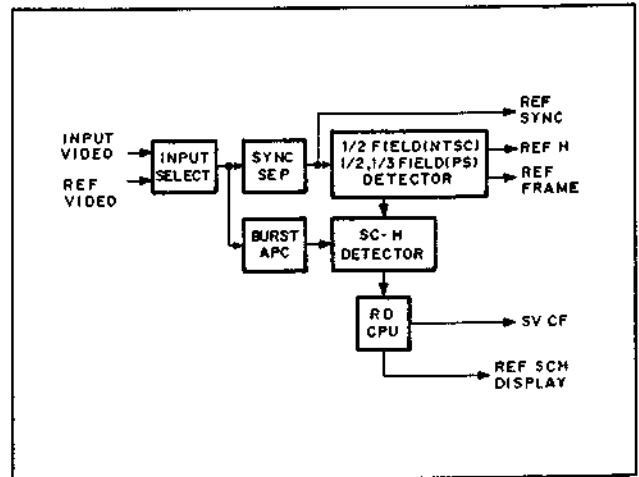 REF
SYNC
INPUT
VIDEO
REF
VIDEO
INPUT
SELECT
SYNC
SEP
1/2 FIELD(NTSC)
1/2,1/3 FIELD(PS)
DETECTOR
REF H
REF
FRAME
BURST
APC
SC-H
DETECTOR
RD
CPU
SV CF
REF SCH
DISPLAY